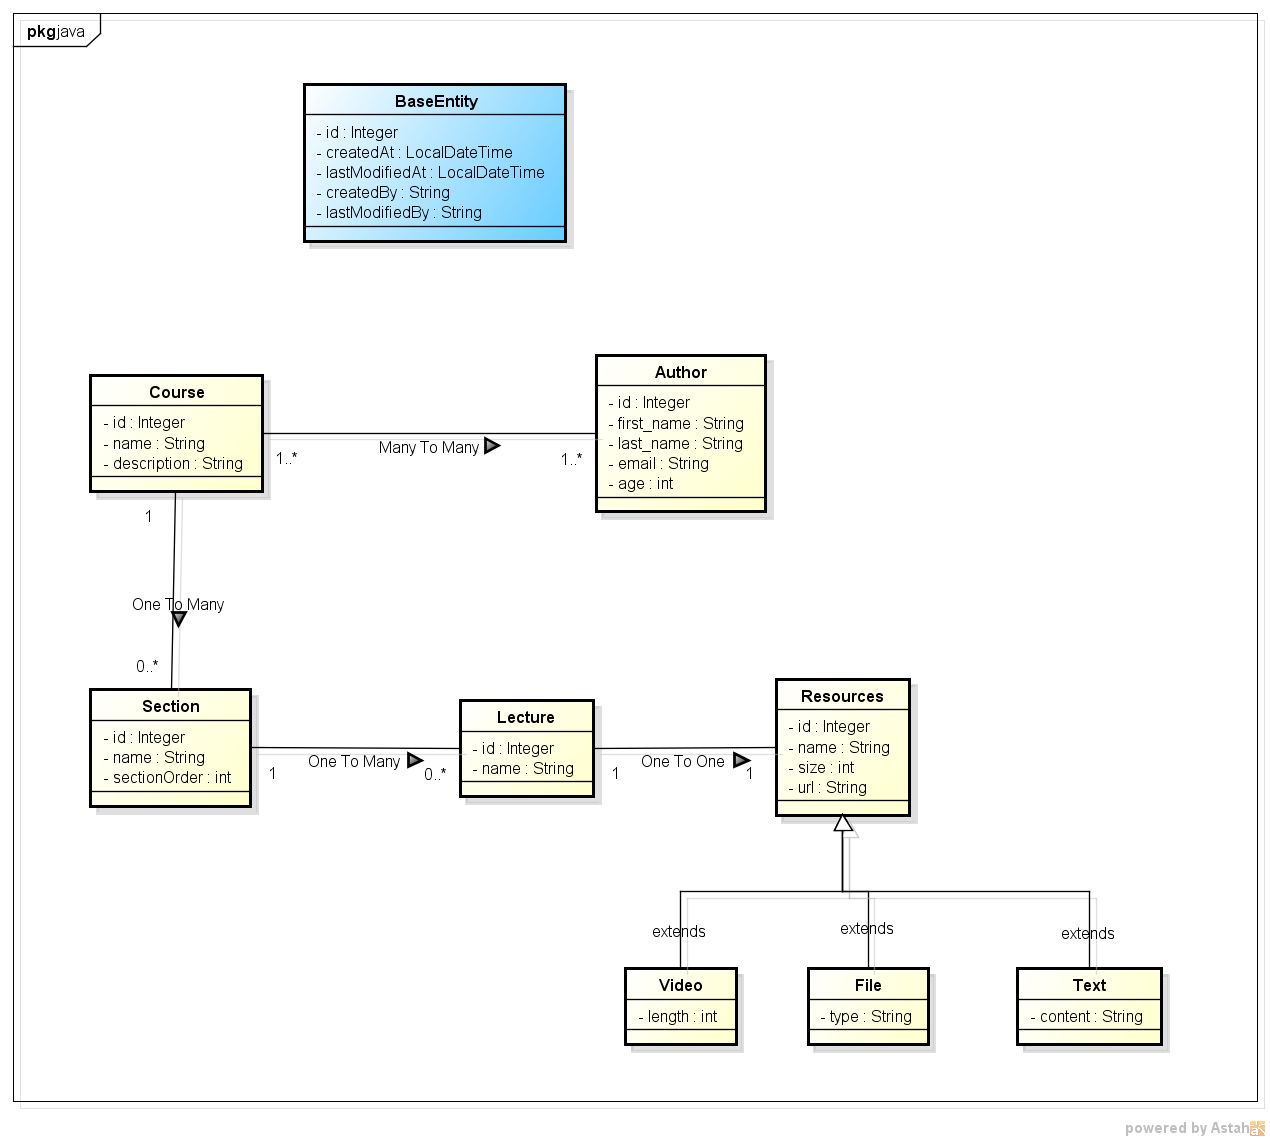 pkg java
BaseEntity
- id : Integer
- createdAt : LocalDateTime
- lastModifiedAt : LocalDateTime
- createdBy : String
- lastModifiedBy : String
Course
- id : Integer
- name : String
- description : String
Many To Many
1..*
1..*
Author
- id : Integer
- first_name : String
- last_name : String
- email : String
- age : int
1
One To Many
0..*
Section
- id : Integer
- name : String
- sectionOrder : int
One To Many
1
0..*
Lecture
- id : Integer
- name : String
One To One
1
1
Resources
- id : Integer
- name : String
- size : int
- url : String
extends
extends
extends
Video
- length : int
File
- type : String
Text
- content : String
powered by Astah